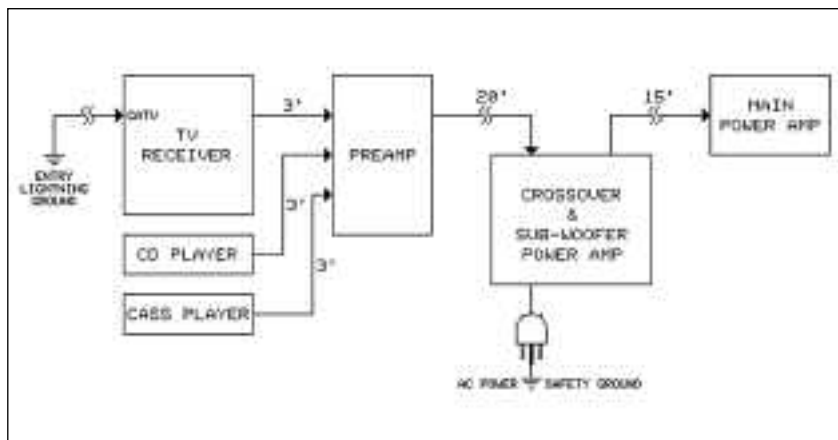 CATV
TV
RECEIVER
ENTRY
LIGHTNING
GROUND
3'
PREAMP
3'
CD PLAYER
3'
CASS PLAYER
20'
15'
MAIN
POWER AMP
CROSSOVER
&
SUB-WOOFER
POWER AMP
AC POWER
SAFETY GROUND